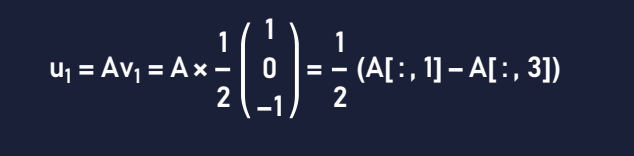 u₁ = Av₁ = A × 1/2 (1 0 −1) = 1/2 (A[:, 1] − A[:, 3])